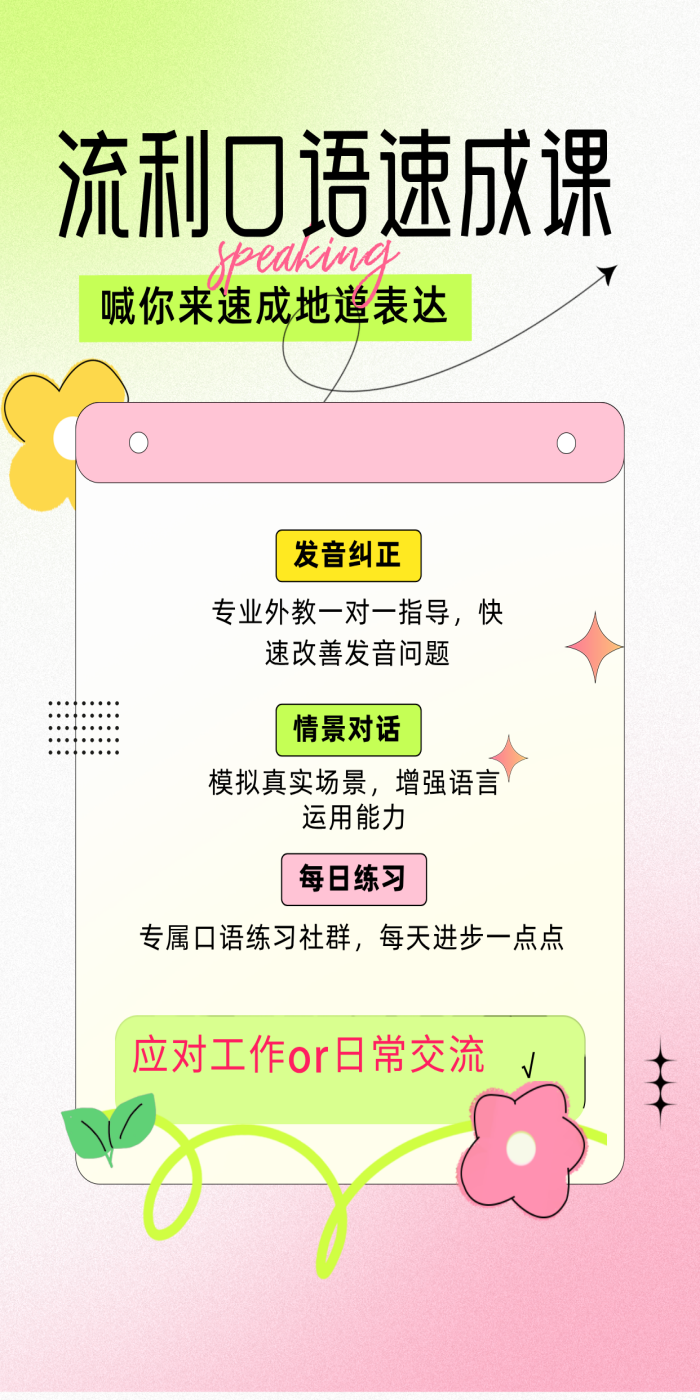 流利口语速成课
speaking
喊你来速成地道表达
发音纠正
专业外教一对一指导，快
速改善发音问题
情景对话
模拟真实场景，增强语言
运用能力
每日练习
专属口语练习社群，每天进步一点点
应对工作or日常交流 √